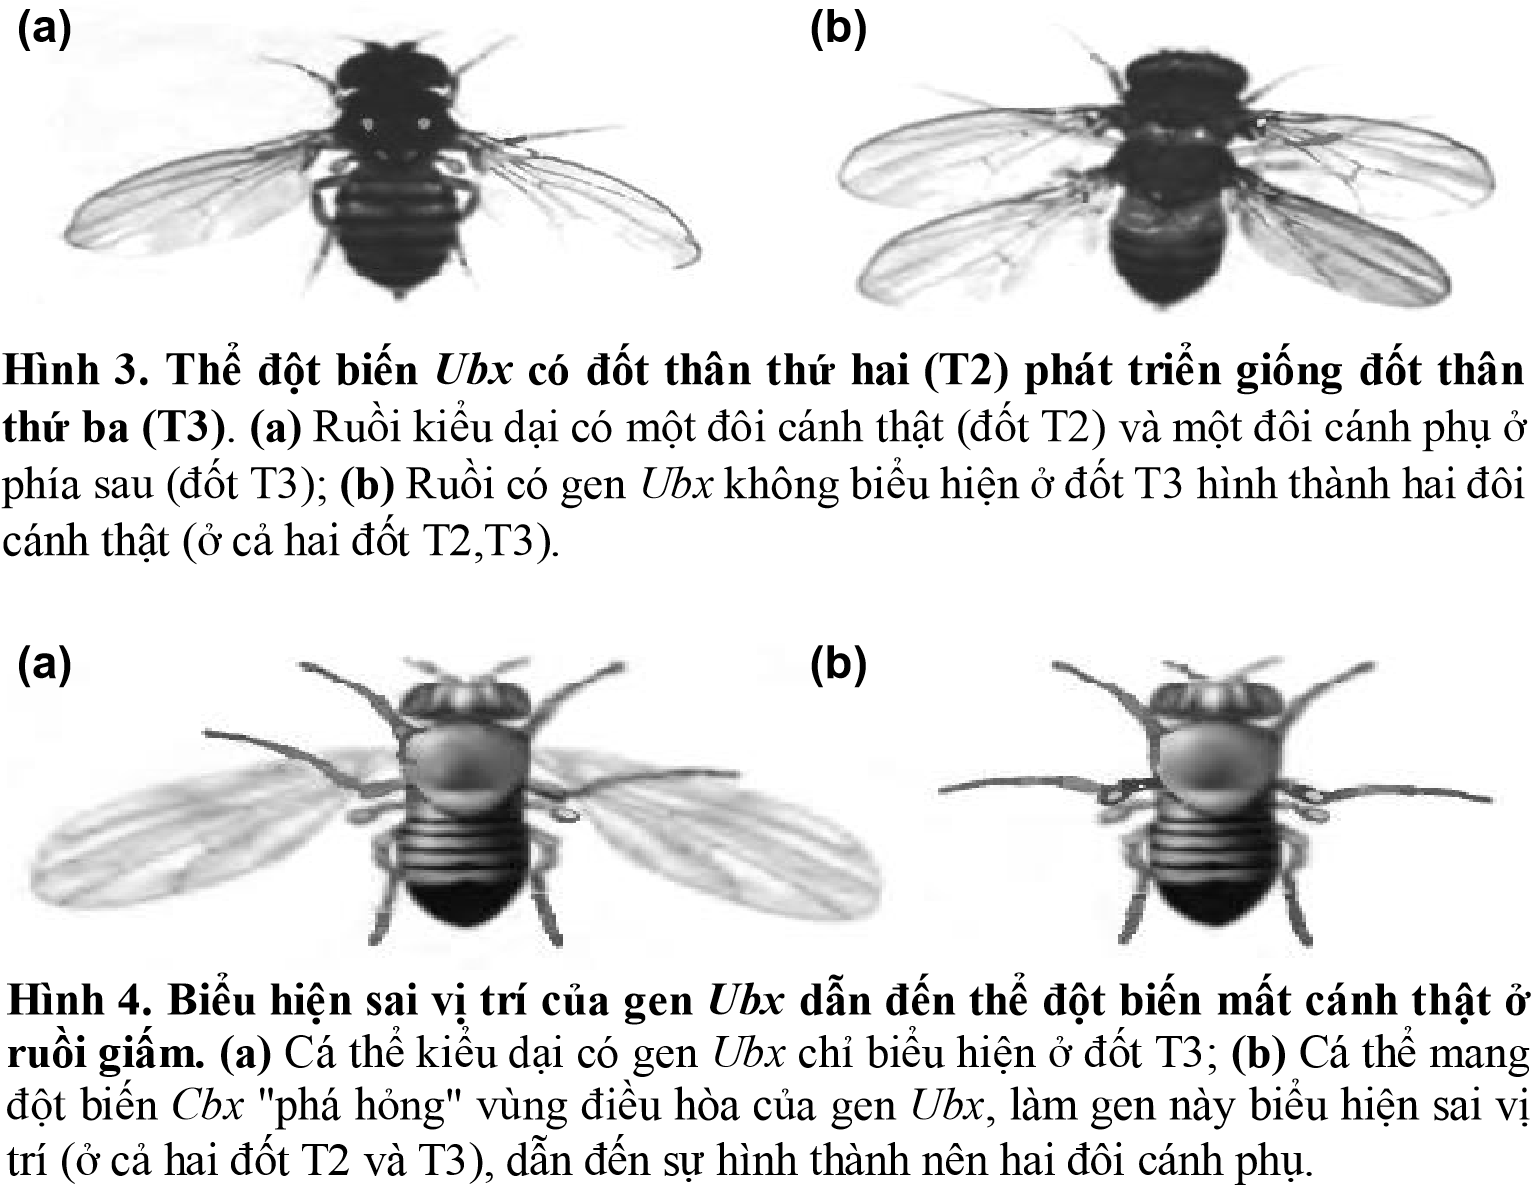 (a) (b)
Hình 3. Thể đột biến Ubx có đốt thân thứ hai (T2) phát triển giống đốt thân
thứ ba (T3). (a) Ruồi kiểu dại có một đôi cánh thật (đốt T2) và một đôi cánh phụ ở
phía sau (đốt T3); (b) Ruồi có gen Ubx không biểu hiện ở đốt T3 hình thành hai đôi
cánh thật (ở cả hai đốt T2,T3).
(a) (b)
Hình 4. Biểu hiện sai vị trí của gen Ubx dẫn đến thể đột biến mất cánh thật ở
ruồi giấm. (a) Cá thể kiểu dại có gen Ubx chỉ biểu hiện ở đốt T3; (b) Cá thể mang
đột biến Cbx "phá hỏng" vùng điều hòa của gen Ubx, làm gen này biểu hiện sai vị
trí (ở cả hai đốt T2 và T3), dẫn đến sự hình thành nên hai đôi cánh phụ.